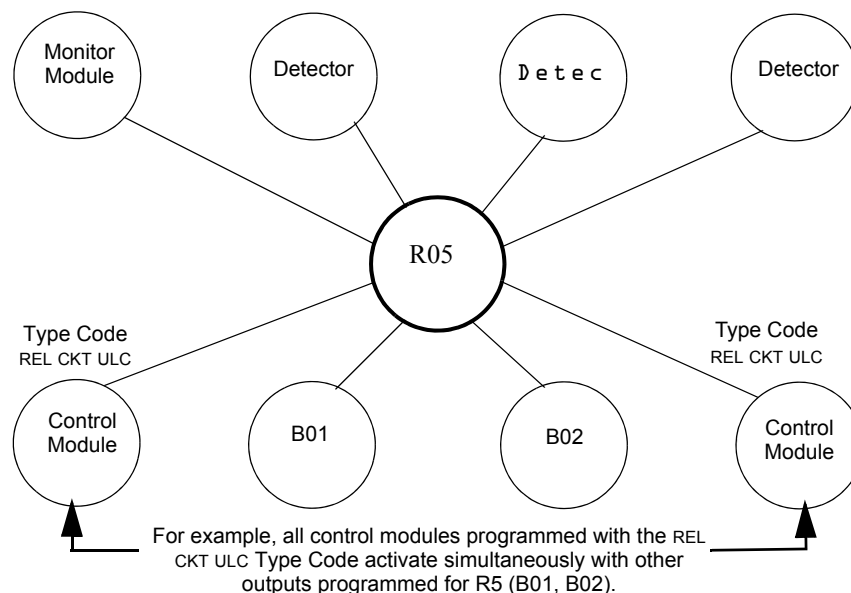 Monitor
Module
Detector
Detec
Detector
R05
Type Code
REL CKT ULC
Type Code
REL CKT ULC
Control
Module
B01
B02
Control
Module
For example, all control modules programmed with the REL
CKT ULC Type Code activate simultaneously with other
outputs programmed for R5 (B01, B02).